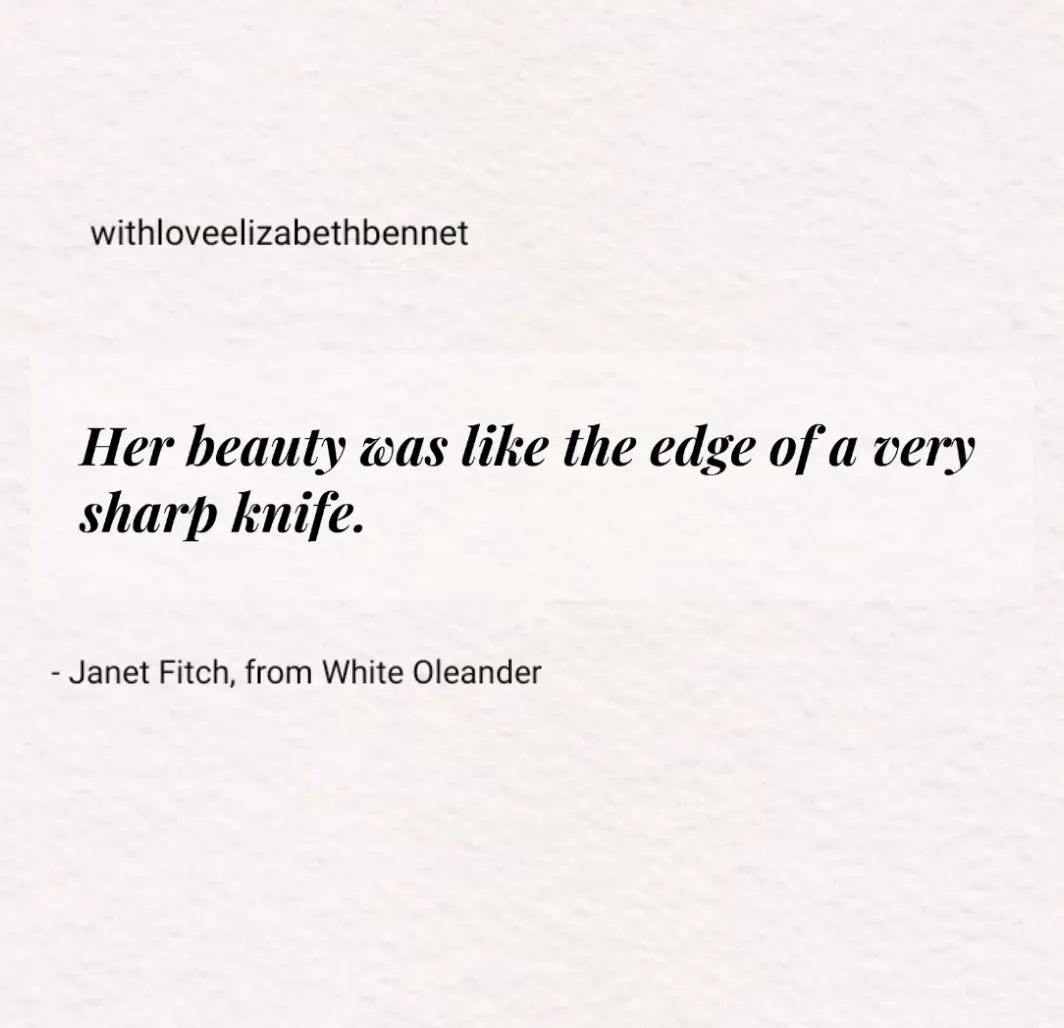 withloveelizabethbennet
Her beauty was like the edge of a very
sharp knife.
- Janet Fitch, from White Oleander